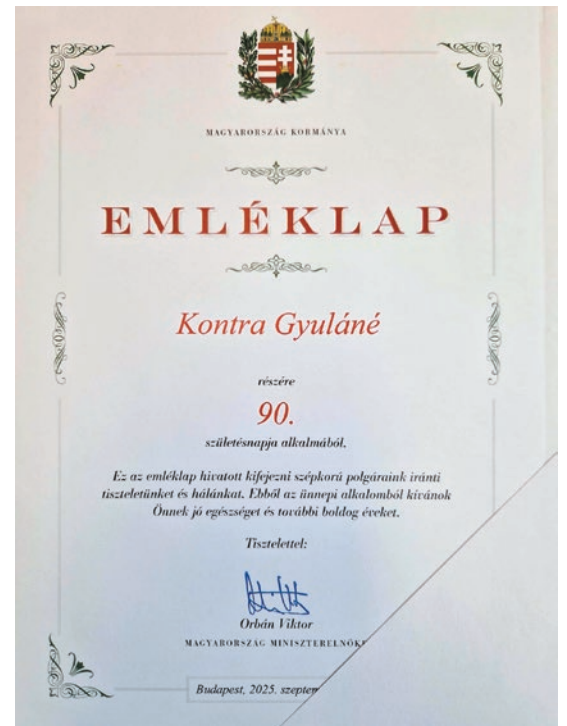 MAGYARORSZÁG KORMÁNYA
EMLÉKLAP
Kontra Gyuláné
részére
90.
születésnapja alkalmából.
Ez az emléklap hivatott kifejezni szépkorú polgáraink iránti
tiszteletünket és hálánkat. Ebből az ünnepi alkalomból kívánok
Önnek jó egészséget és további boldog éveket.
Tisztelettel:
Orbán Viktor
MAGYARORSZÁG MINISZTERELNÖK
Budapest, 2025. szeptem